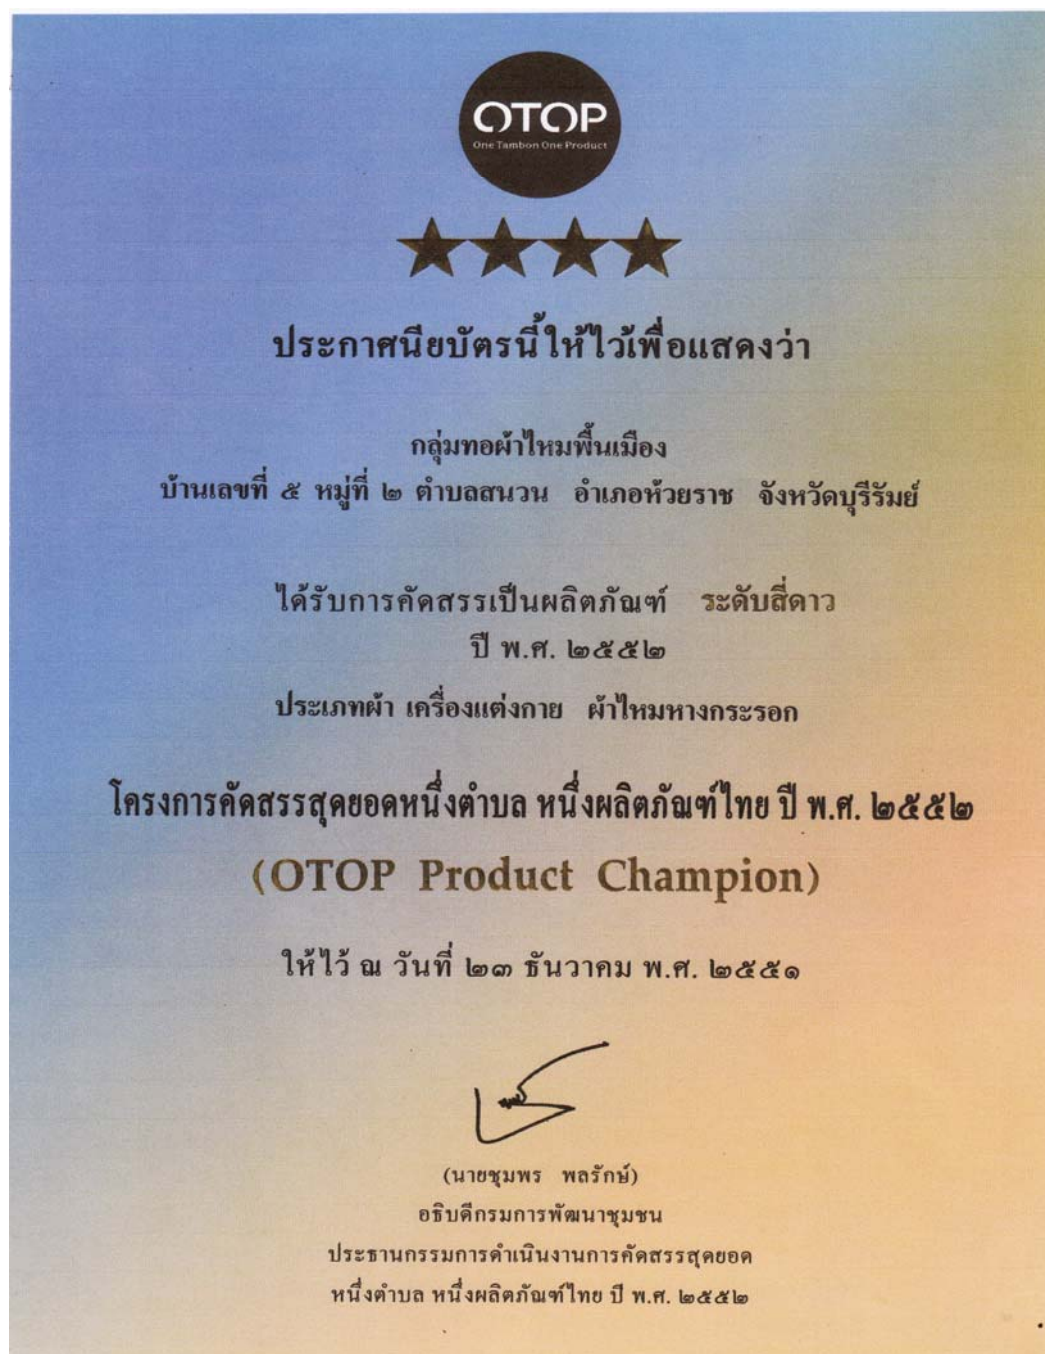 OTOP
One Tambon One Product
ประกาศนียบัตรนี้ให้ไว้เพื่อแสดงว่า
กลุ่มทอผ้าไหมพื้นเมือง
บ้านเลขที่ ๕ หมู่ที่ ๒ ตำบลสนวน อำเภอห้วยราช จังหวัดบุรีรัมย์
ได้รับการคัดสรรเป็นผลิตภัณฑ์ ระดับสี่ดาว
ปี พ.ศ. ๒๕๕๒
ประเภทผ้า เครื่องแต่งกาย ผ้าไหมหางกระรอก
โครงการคัดสรรสุดยอดหนึ่งตำบล หนึ่งผลิตภัณฑ์ไทย ปี พ.ศ. ๒๕๕๒
(OTOP Product Champion)
ให้ไว้ ณ วันที่ ๒๓ ธันวาคม พ.ศ. ๒๕๕๑
(นายชุมพร พลรักษ์)
อธิบดีกรมการพัฒนาชุมชน
ประธานกรรมการดำเนินงานการคัดสรรสุดยอด
หนึ่งตำบล หนึ่งผลิตภัณฑ์ไทย ปี พ.ศ. ๒๕๕๒